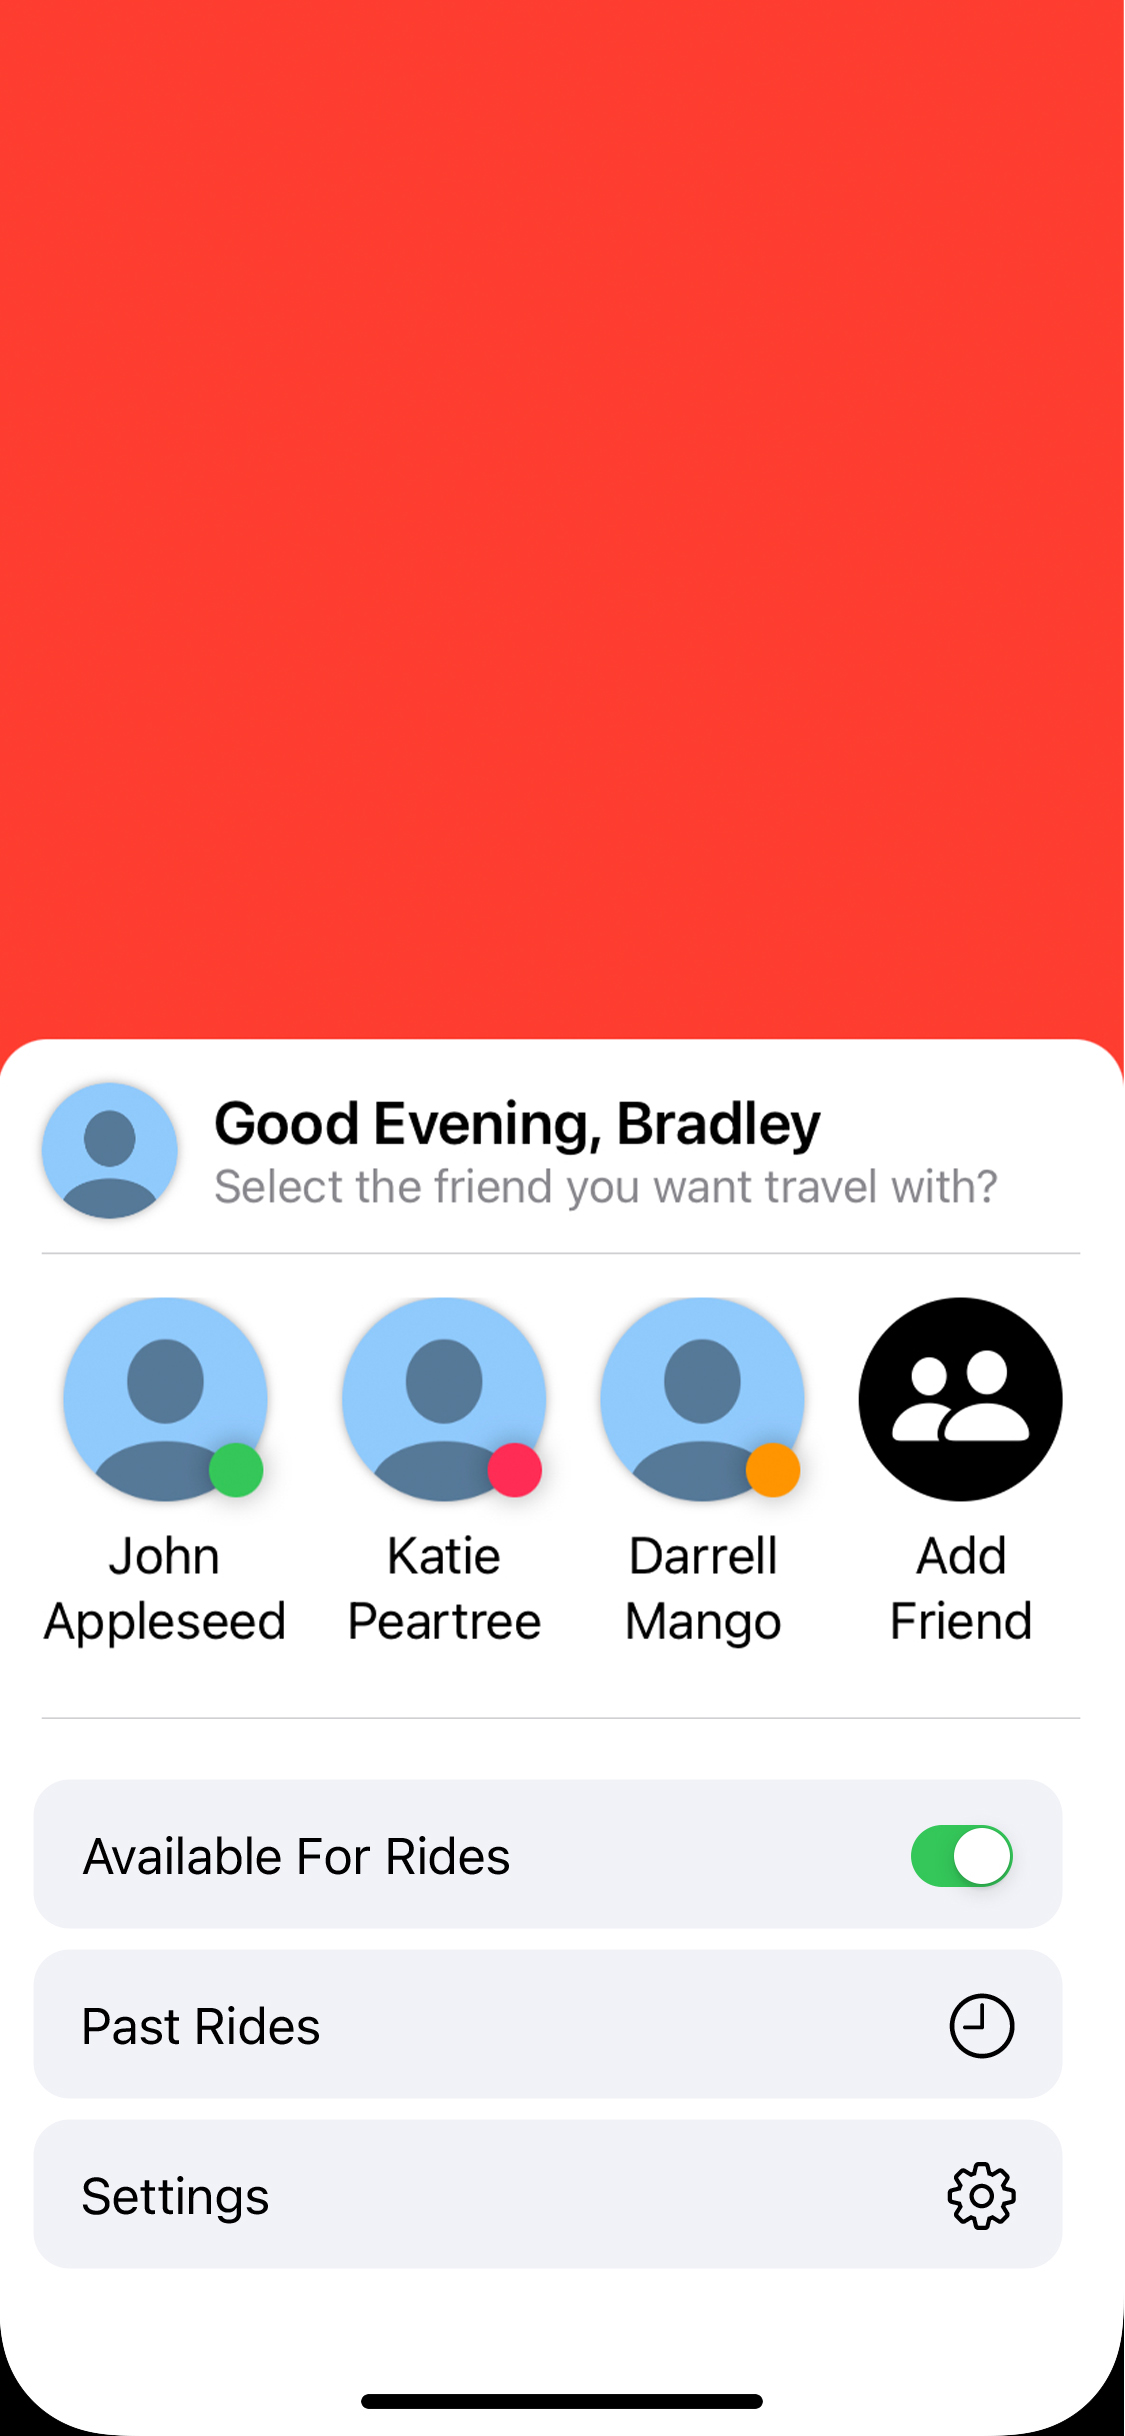 Good Evening, Bradley
Select the friend you want travel with?
John
Appleseed
Katie
Peartree
Darrell
Mango
Add
Friend
Available For Rides
Past Rides
Settings